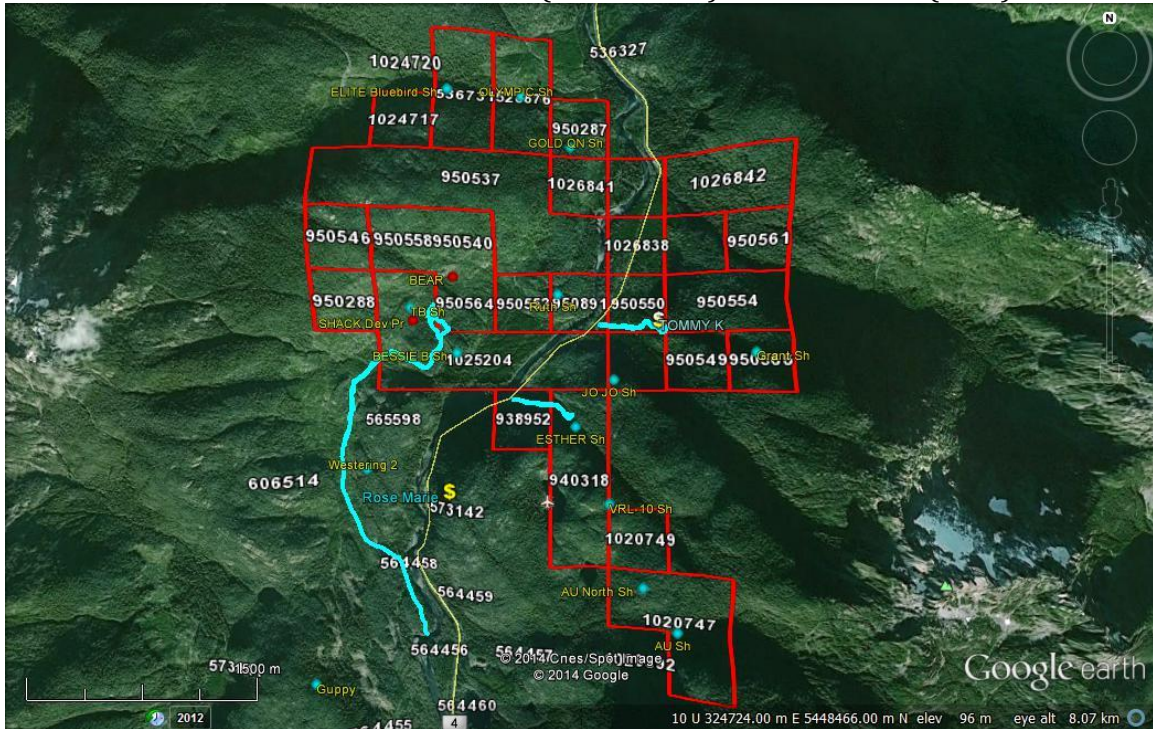 N
536327
1024720
ELITE Bluebird Sh
OLYMPIC Sh
1024717
950287
GOLD QN Sh
950537
1026841
1026842
950546
950558
950540
1026838
950561
BEAR
950288
TB Sh
950564
Ruth Sh
950891
950550
950554
SHACK Dev Pr
TOMMY K
BESSIE B Sh
1025204
950549
Grant Sh
JO JO Sh
565598
938952
ESTHER Sh
Westering 2
606514
940318
Rose Marie
$
573142
VRL-10 Sh
1020749
564458
AU North Sh
564459
1020747
564456
AU Sh
© 2014 Cnes/Spot Image
© 2014 Google
1500 m
Guppy
564460
4
Google earth
2012
10 U 324724.00 m E 5448466.00 m N elev 96 m eye alt 8.07 km